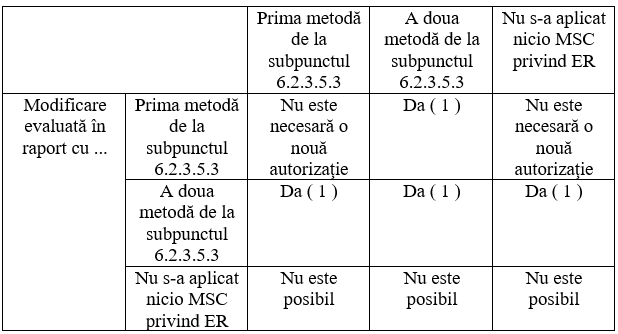 Prima metodă
de la
subpunctul
6.2.3.5.3
A doua
metodă de la
subpunctul
6.2.3.5.3
Nu s-a aplicat
nicio MSC
privind ER
Modificare
evaluată în
raport cu ...
Prima metodă
de la
subpunctul
6.2.3.5.3
Nu este
necesară o
nouă
autorizație
Da ( 1 )
Nu este
necesară o
nouă
autorizație
A doua
metodă de la
subpunctul
6.2.3.5.3
Da ( 1 )
Da ( 1 )
Da ( 1 )
Nu s-a aplicat
nicio MSC
privind ER
Nu este
posibil
Nu este
posibil
Nu este
posibil